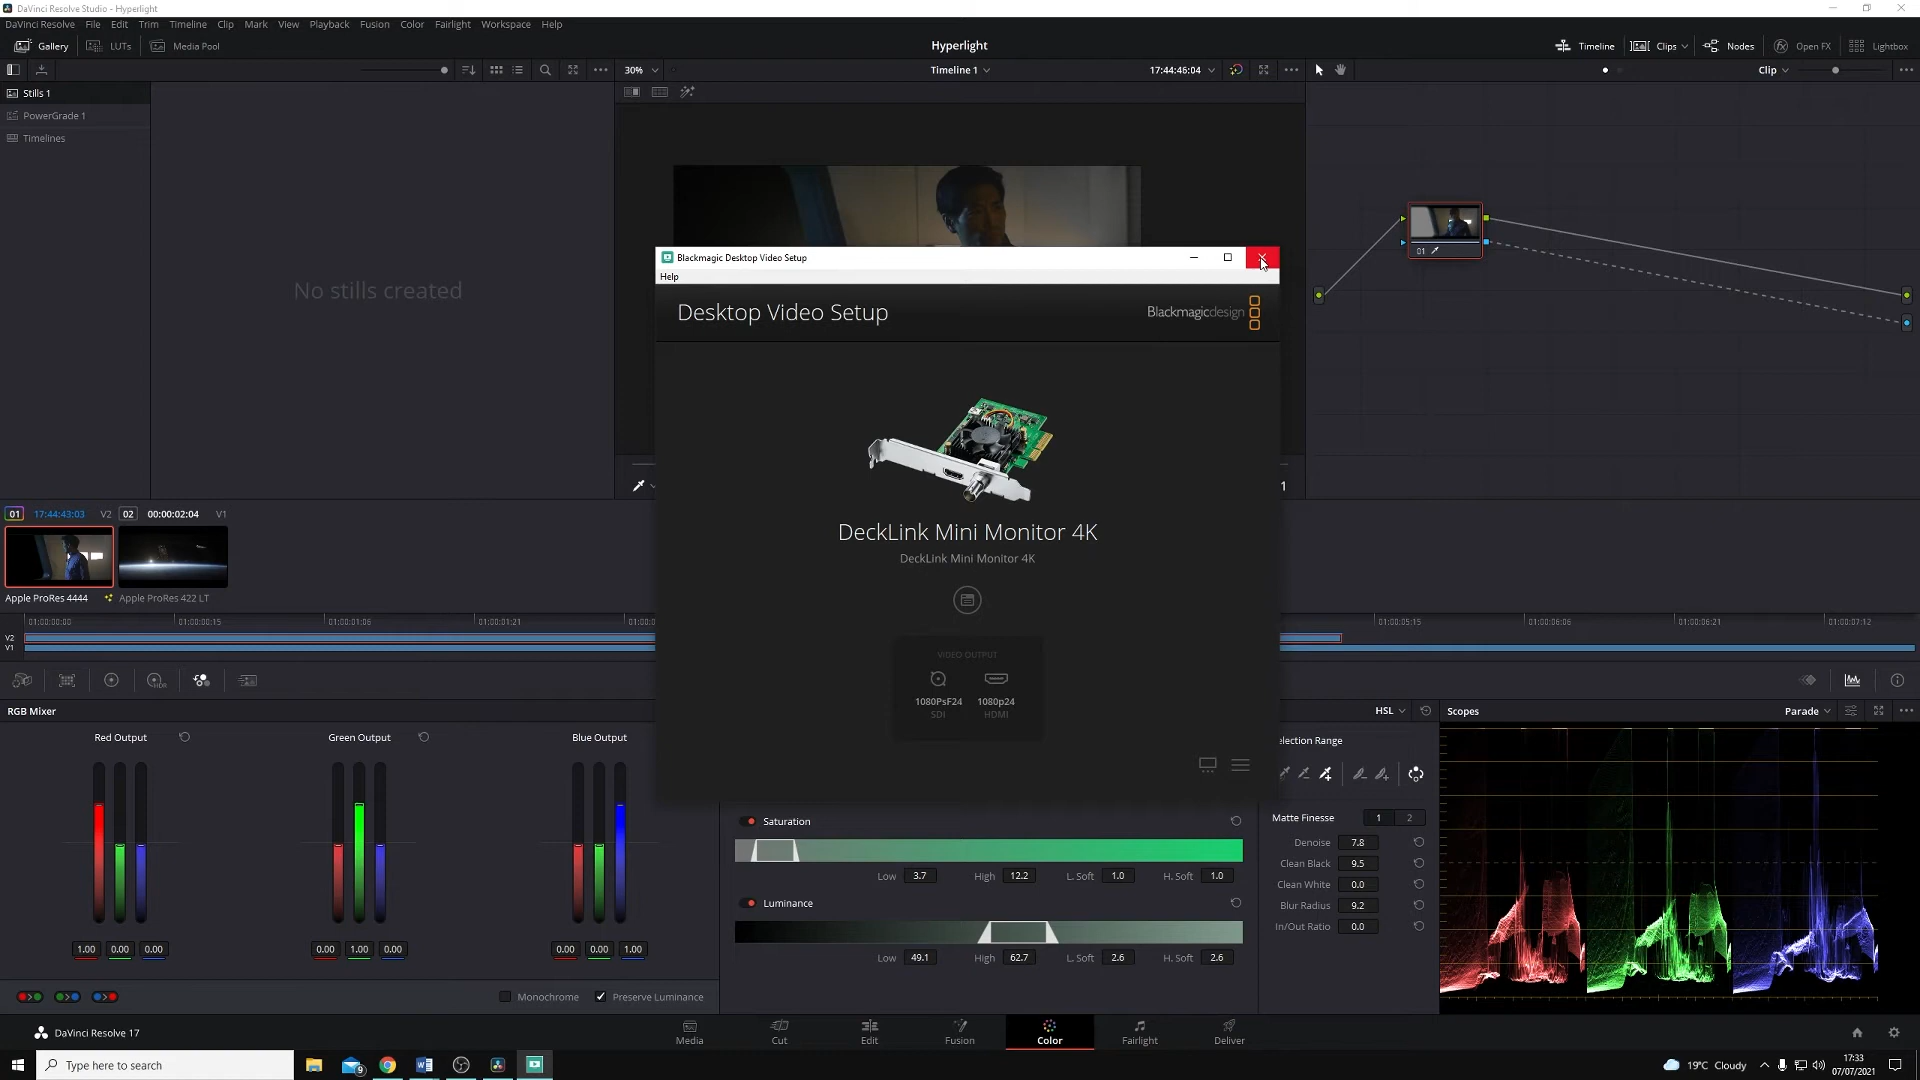 DaVinci Resolve Studio - Hyperlight
DaVinci Resolve File Edit Trim Timeline Clip Mark View Playback Fusion Color Fairlight Workspace Help
Gallery LUTs Media Pool Hyperlight Timeline Clips Nodes Open FX Lightbox
30% Timeline 1 17:44:46:04 Clip
Stills 1
PowerGrade 1
Timelines
No stills created
01
Blackmagic Desktop Video Setup
Help
Desktop Video Setup Blackmagicdesign
DeckLink Mini Monitor 4K
DeckLink Mini Monitor 4K
VIDEO OUTPUT
1080PsF24 1080p24
SDI HDMI
1
01 17:44:43:03 V2 02 00:00:02:04 V1
Apple ProRes 4444 Apple ProRes 422 LT
01:00:00:00 01:00:00:15 01:00:01:06 01:00:01:21 01:00:05:15 01:00:06:06 01:00:06:21 01:00:07:12
V2
V1
HDR
RGB Mixer HSL Scopes Parade
Red Output Green Output Blue Output
election Range
Saturation
Low 3.7 High 12.2 L. Soft 1.0 H. Soft 1.0
Luminance
Low 49.1 High 62.7 L. Soft 2.6 H. Soft 2.6
Matte Finesse 1 2
Denoise 7.8
Clean Black 9.5
Clean White 0.0
Blur Radius 9.2
In/Out Ratio 0.0
1.00 0.00 0.00 0.00 1.00 0.00 0.00 0.00 1.00
Monochrome Preserve Luminance
DaVinci Resolve 17
Media Cut Edit Fusion Color Fairlight Deliver
Type here to search
9
19°C Cloudy
17:33
07/07/2021